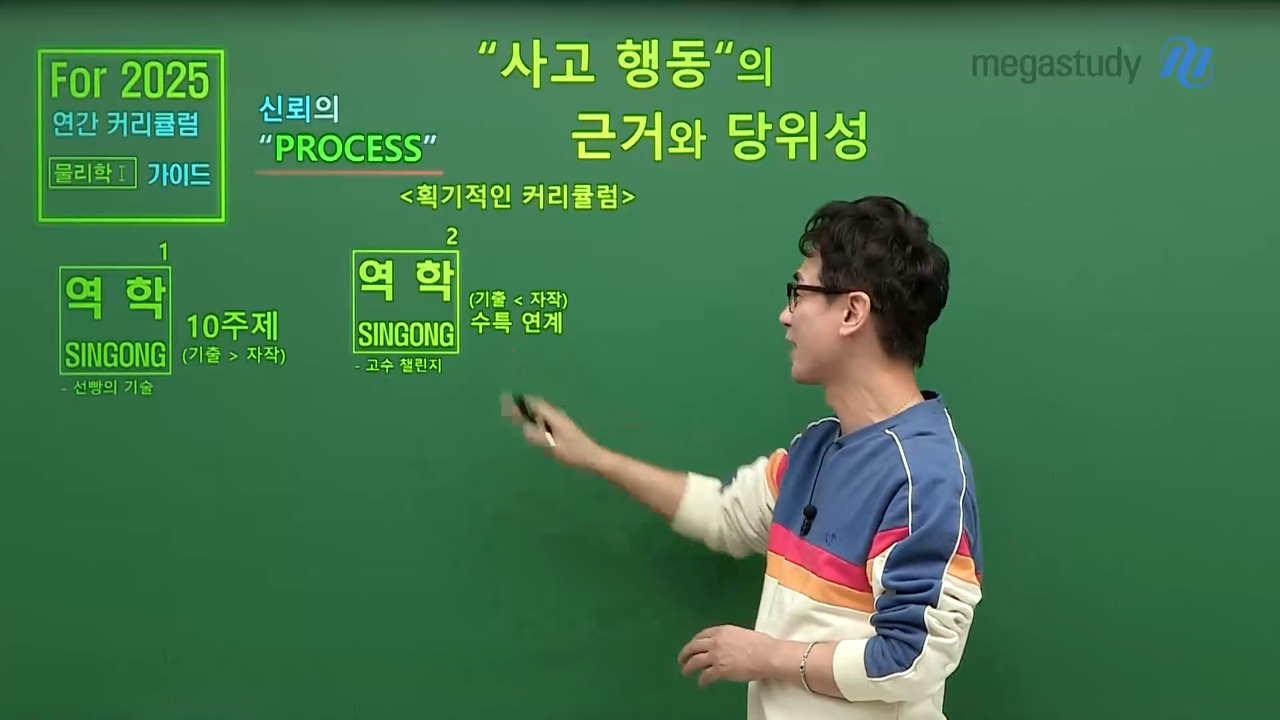 For 2025
연간 커리큘럼
물리학 I 가이드
신뢰의
“PROCESS”
“사고 행동“의
근거와 당위성
<획기적인 커리큘럼>
megastudy
1
역 학
SINGONG
10주제
(기출 > 자작)
- 선빵의 기술
2
역 학
SINGONG
(기출 < 자작)
수특 연계
- 고수 챌린지